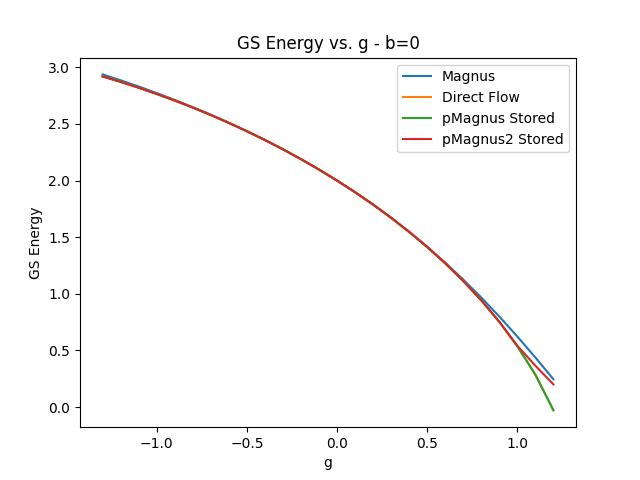 GS Energy vs. g - b=0
Magnus
Direct Flow
pMagnus Stored
pMagnus2 Stored
GS Energy
3.0
2.5
2.0
1.5
1.0
0.5
0.0
−1.0 −0.5 0.0 0.5 1.0
g